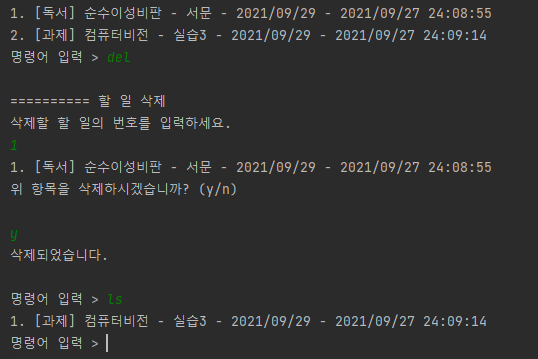 1. [독서] 순수이성비판 - 서문 - 2021/09/29 - 2021/09/27 24:08:55
2. [과제] 컴퓨터비전 - 실습3 - 2021/09/29 - 2021/09/27 24:09:14
명령어 입력 > del
========== 할 일 삭제
삭제할 할 일의 번호를 입력하세요.
1
1. [독서] 순수이성비판 - 서문 - 2021/09/29 - 2021/09/27 24:08:55
위 항목을 삭제하시겠습니까? (y/n)
y
삭제되었습니다.
명령어 입력 > ls
1. [과제] 컴퓨터비전 - 실습3 - 2021/09/29 - 2021/09/27 24:09:14
명령어 입력 >